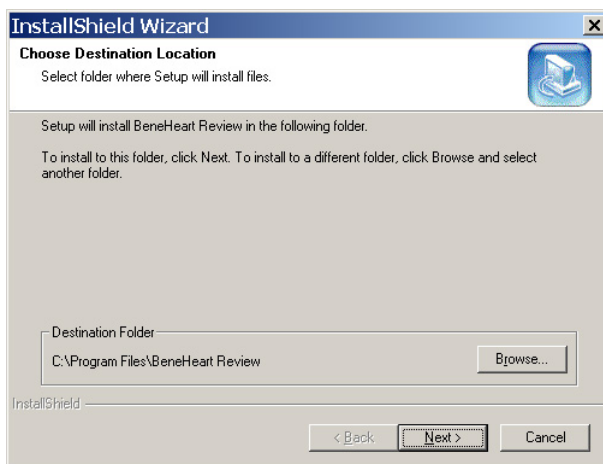 InstallShield Wizard
Choose Destination Location
Select folder where Setup will install files.
Setup will install BeneHeart Review in the following folder.
To install to this folder, click Next. To install to a different folder, click Browse and select
another folder.
Destination Folder
C:\Program Files\BeneHeart Review
Browse...
InstallShield
< Back
Next >
Cancel